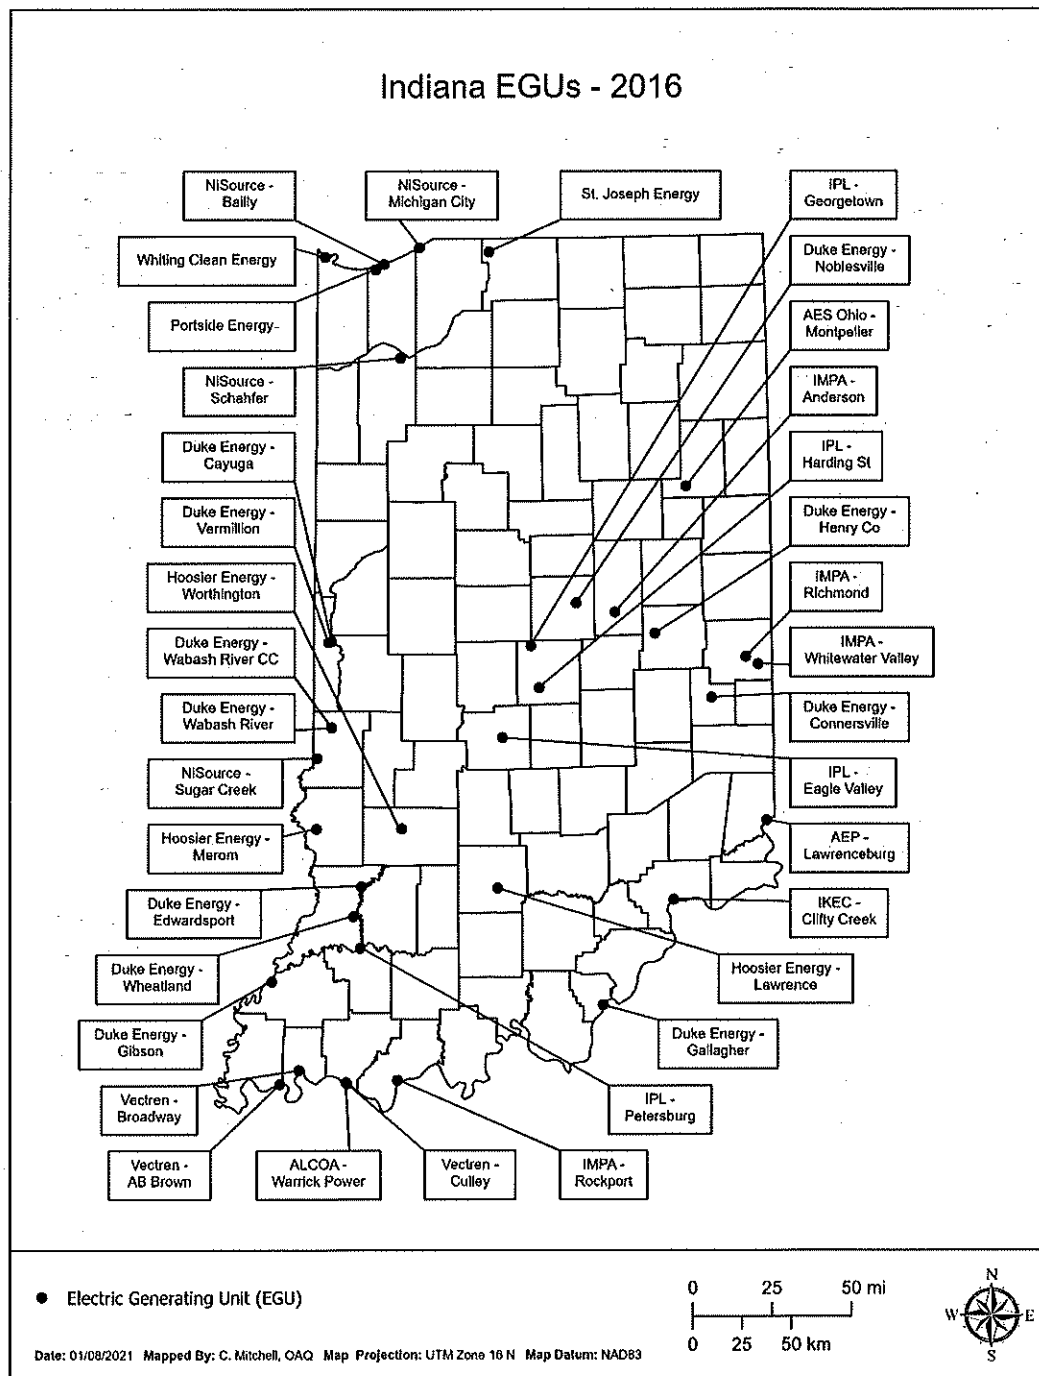 Indiana EGUs - 2016
NiSource -
Bailly
NiSource -
Michigan City
St. Joseph Energy
IPL -
Georgetown
Whiting Clean Energy
Duke Energy -
Noblesville
Portside Energy-
AES Ohio -
Montpelier
NiSource -
Schahfer
IMPA -
Anderson
Duke Energy -
Cayuga
IPL -
Harding St
Duke Energy -
Vermillion
Duke Energy -
Henry Co
Hoosier Energy -
Worthington
IMPA -
Richmond
Duke Energy -
Wabash River CC
IMPA -
Whitewater Valley
Duke Energy -
Wabash River
Duke Energy -
Connersville
NiSource -
Sugar Creek
IPL -
Eagle Valley
Hoosier Energy -
Merom
AEP -
Lawrenceburg
Duke Energy -
Edwardsport
IKEC -
Clifty Creek
Duke Energy -
Wheatland
Hoosier Energy -
Lawrence
Duke Energy -
Gibson
Duke Energy -
Gallagher
Vectren -
Broadway
IPL -
Petersburg
Vectren -
AB Brown
ALCOA -
Warrick Power
Vectren -
Culley
IMPA -
Rockport
Electric Generating Unit (EGU)
0 25 50 mi
0 25 50 km
N
W E
S
Date: 01/08/2021 Mapped By: C. Mitchell, OAQ Map Projection: UTM Zone 16 N Map Datum: NAD83